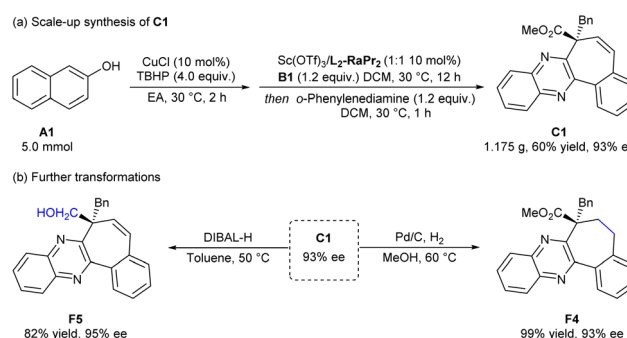 (a) Scale-up synthesis of C1
OH
A1
5.0 mmol
CuCl (10 mol%)
TBHP (4.0 equiv.)
EA, 30 °C, 2 h
Sc(OTf)3/L2-RaPr2 (1:1 10 mol%)
B1 (1.2 equiv.) DCM, 30 °C, 12 h
then o-Phenylenediamine (1.2 equiv.)
DCM, 30 °C, 1 h
MeO2C
Bn
N
N
C1
1.175 g, 60% yield, 93% ee
(b) Further transformations
HOH2C
Bn
N
N
F5
82% yield, 95% ee
DIBAL-H
Toluene, 50 °C
C1
93% ee
Pd/C, H2
MeOH, 60 °C
MeO2C
Bn
N
N
F4
99% yield, 93% ee